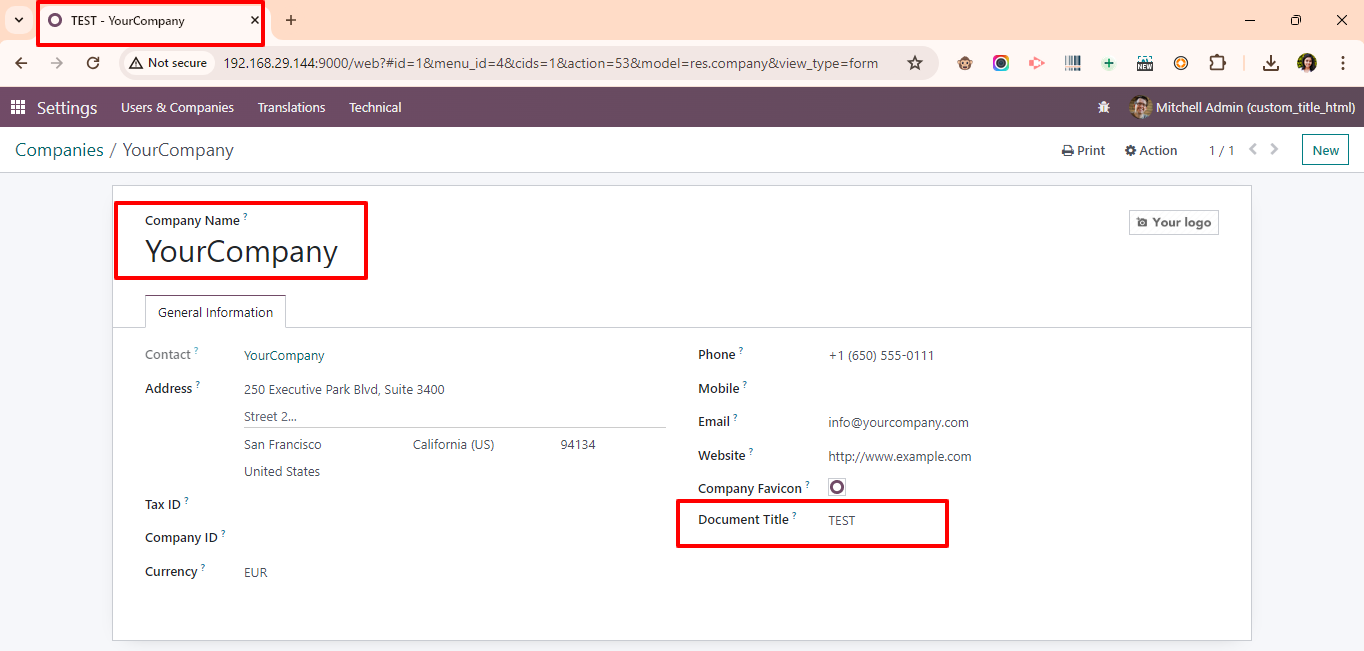 TEST - YourCompany
Not secure 192.168.29.144:9000/web?#id=1&menu_id=4&cids=1&action=53&model=res.company&view_type=form
NEW
Settings Users & Companies Translations Technical Mitchell Admin (custom_title_html)
Companies / YourCompany Print Action 1 / 1 New
Company Name ?
YourCompany
Your logo
General Information
Contact ? YourCompany
Address ? 250 Executive Park Blvd, Suite 3400
Street 2...
San Francisco California (US) 94134
United States
Tax ID ?
Company ID ?
Currency ? EUR
Phone ? +1 (650) 555-0111
Mobile ?
Email ? info@yourcompany.com
Website ? http://www.example.com
Company Favicon ?
Document Title ? TEST